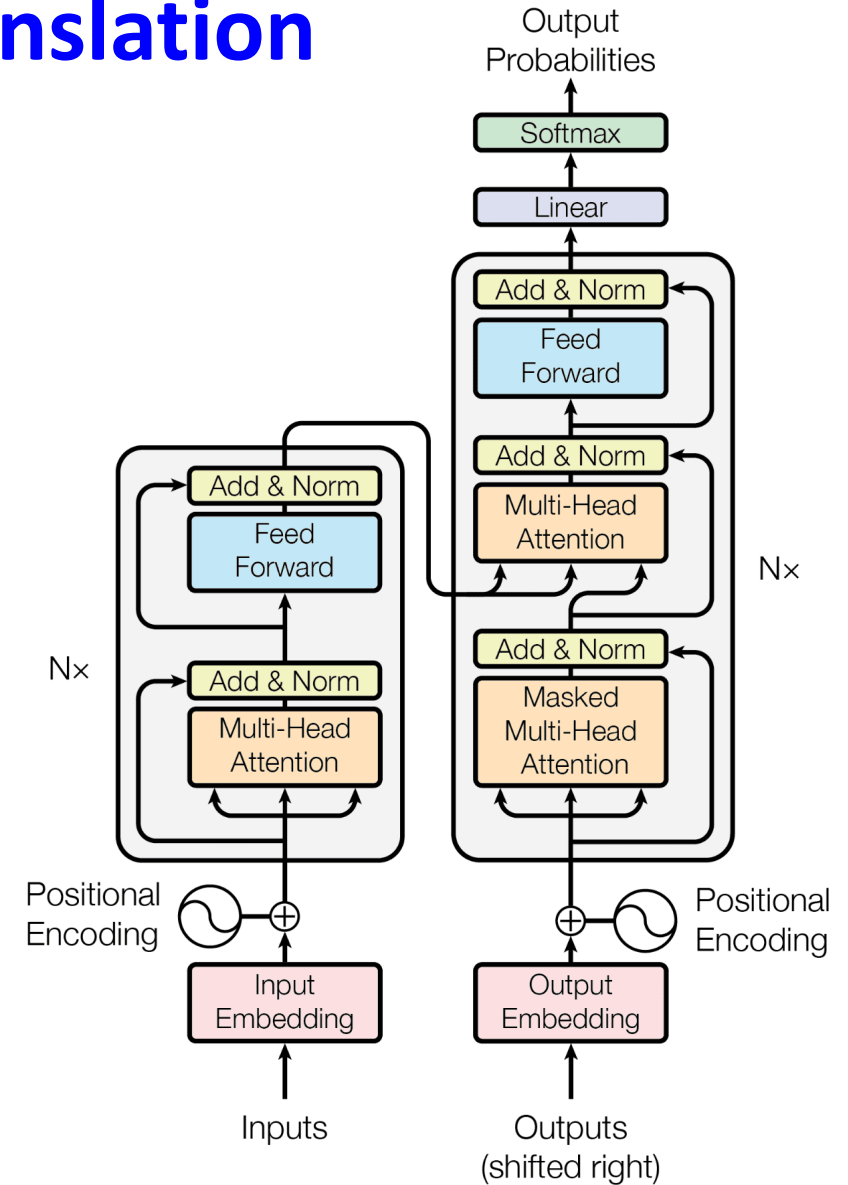 nslation
Output
Probabilities
Softmax
Linear
Add & Norm
Feed
Forward
Add & Norm
Multi-Head
Attention
Add & Norm
Masked
Multi-Head
Attention
Nx
Add & Norm
Feed
Forward
Add & Norm
Multi-Head
Attention
Nx
Positional
Encoding
Positional
Encoding
Input
Embedding
Output
Embedding
Inputs
Outputs
(shifted right)